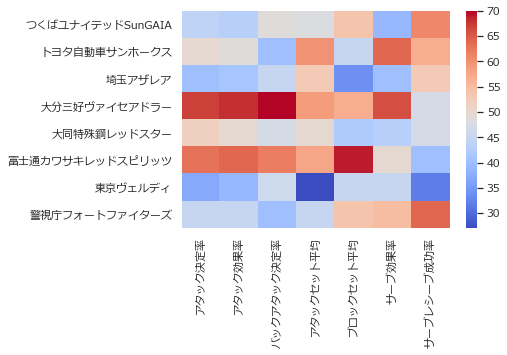 つくばユナイテッドSunGAIA
トヨタ自動車サンホークス
埼玉アザレア
大分三好ヴァイセアドラー
大同特殊鋼レッドスター
富士通カワサキレッドスピリッツ
東京ヴェルディ
警視庁フォートファイターズ
アタック決定率
アタック効果率
バックアタック決定率
アタックセット平均
ブロックセット平均
サーブ効果率
サーブレシーブ成功率
70
65
60
55
50
45
40
35
30